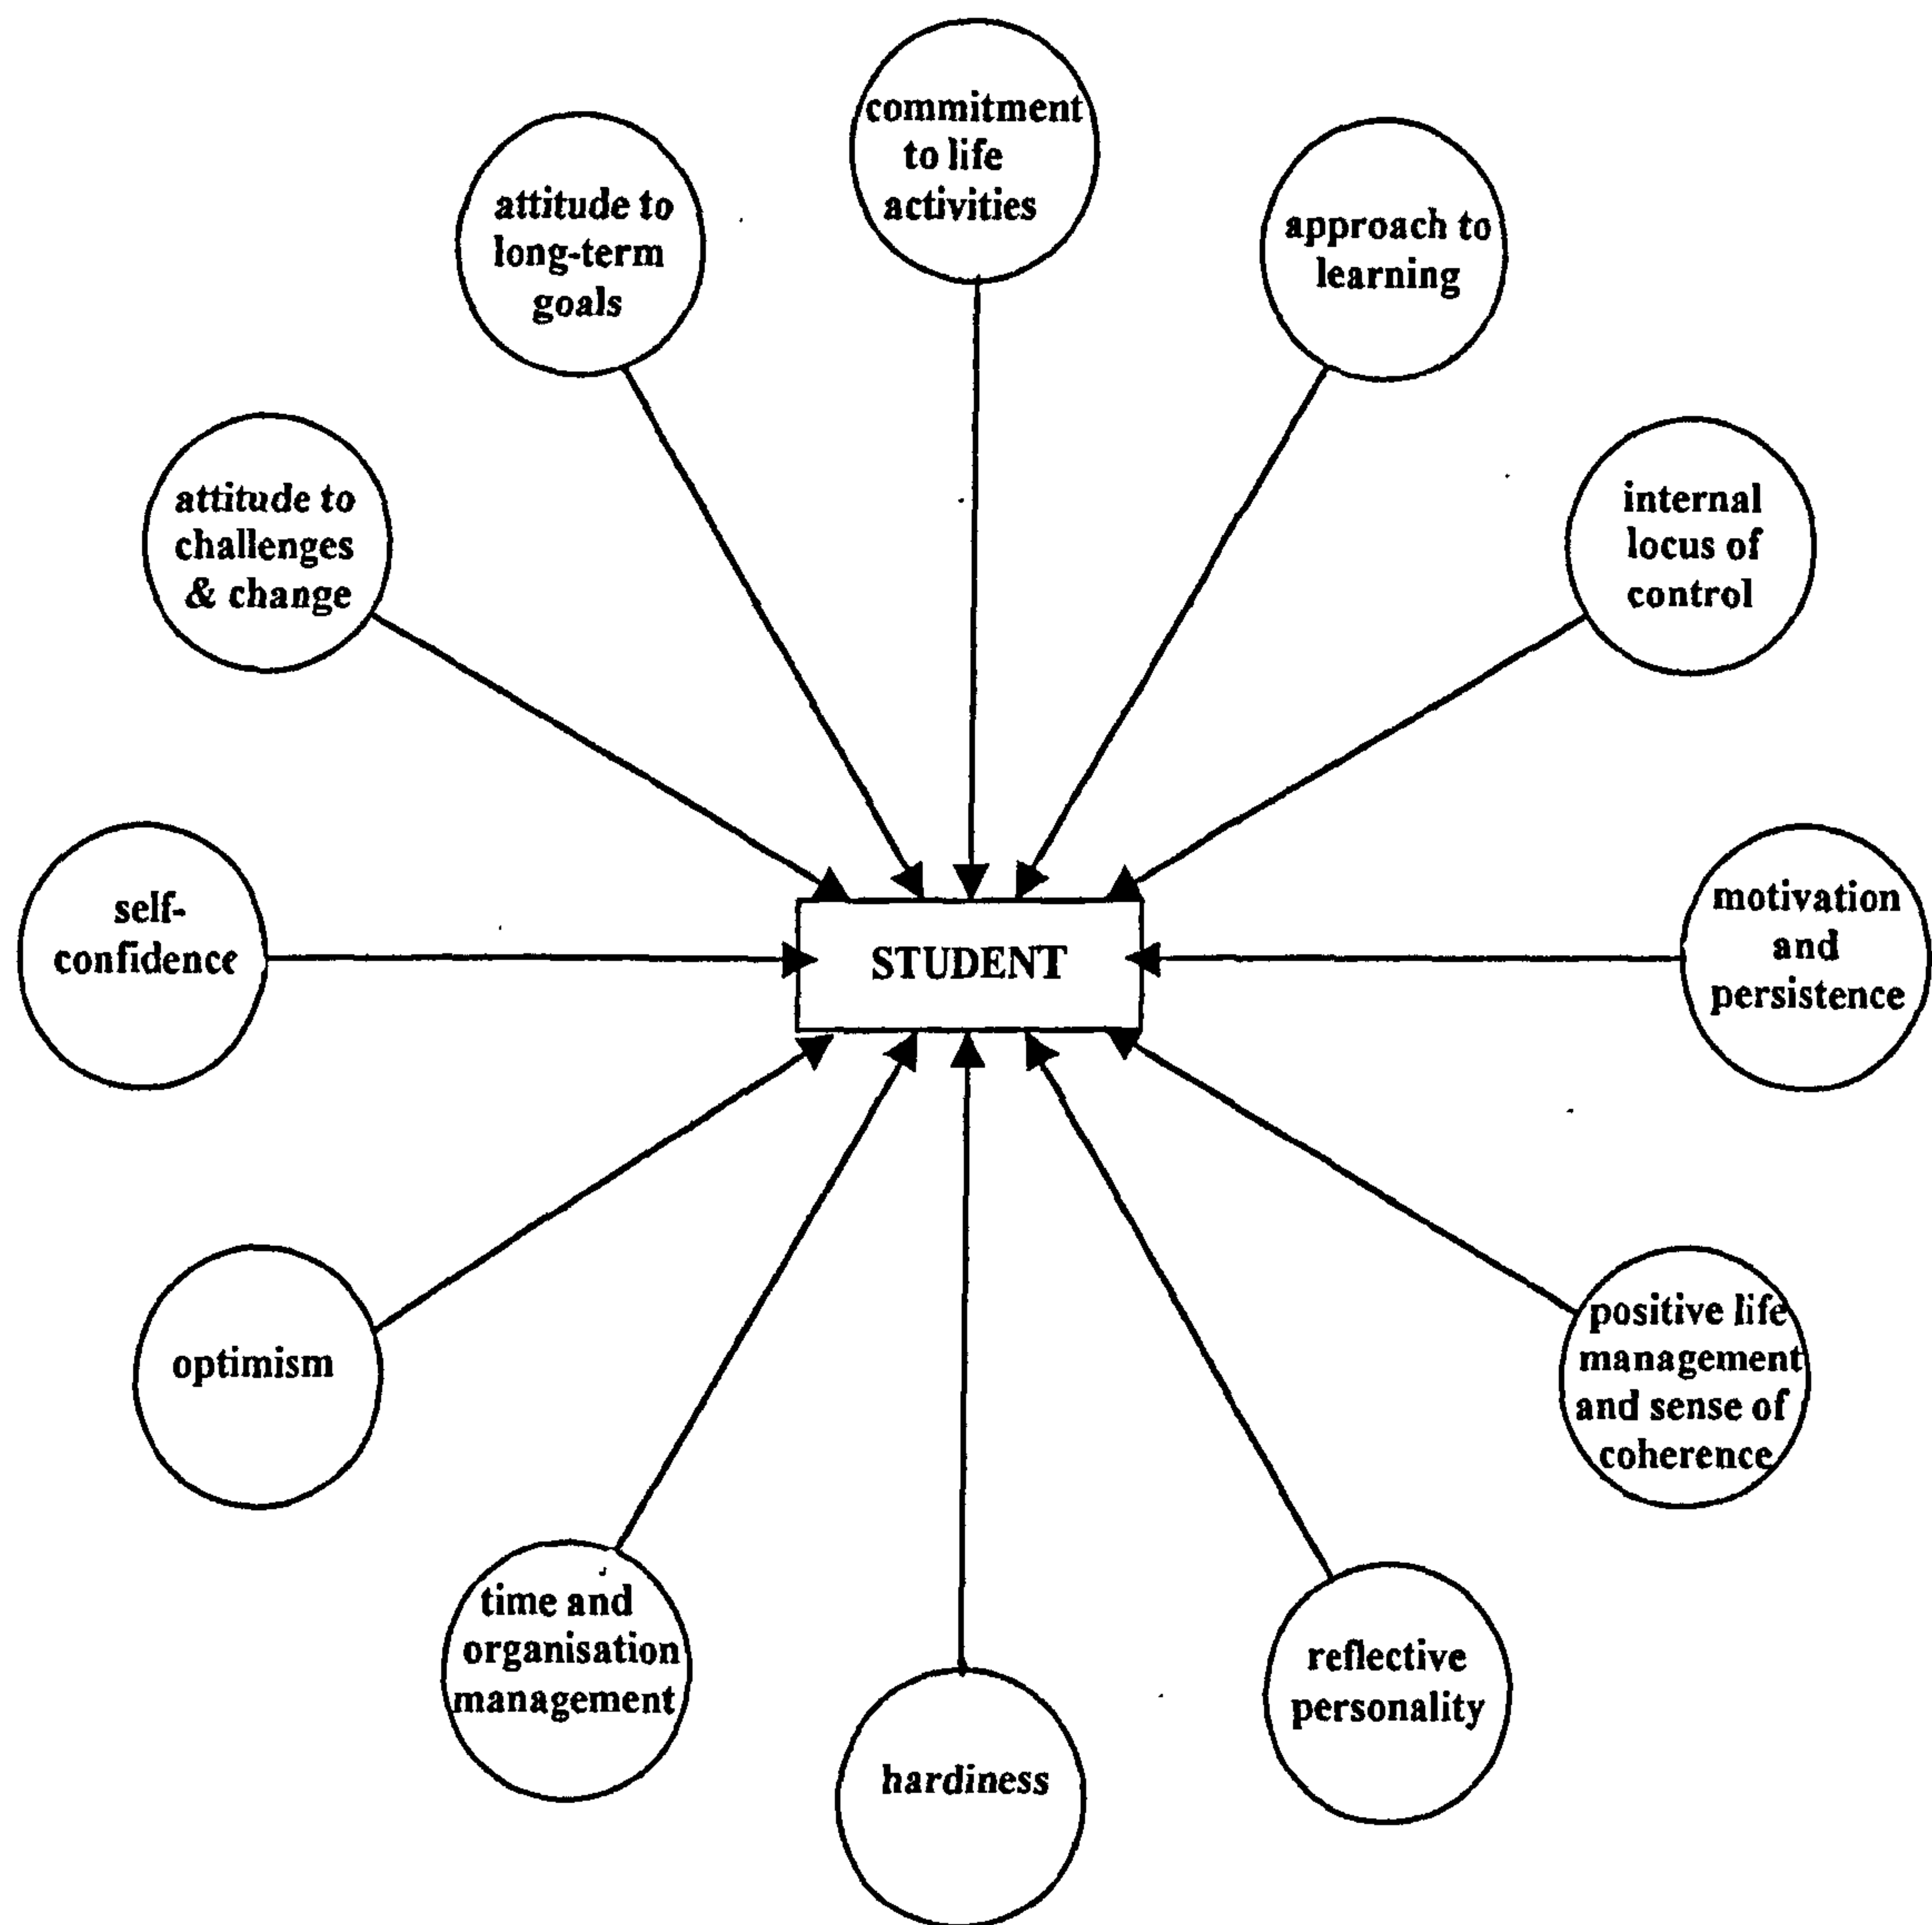 commitment
to life
activities
attitude to
long-term
goals
approach to
learning
attitude to
challenges
& change
internal
locus of
control
self-
confidence
STUDENT
motivation
and
persistence
optimism
positive life
management
and sense of
coherence
time and
organisation
management
reflective
personality
hardiness